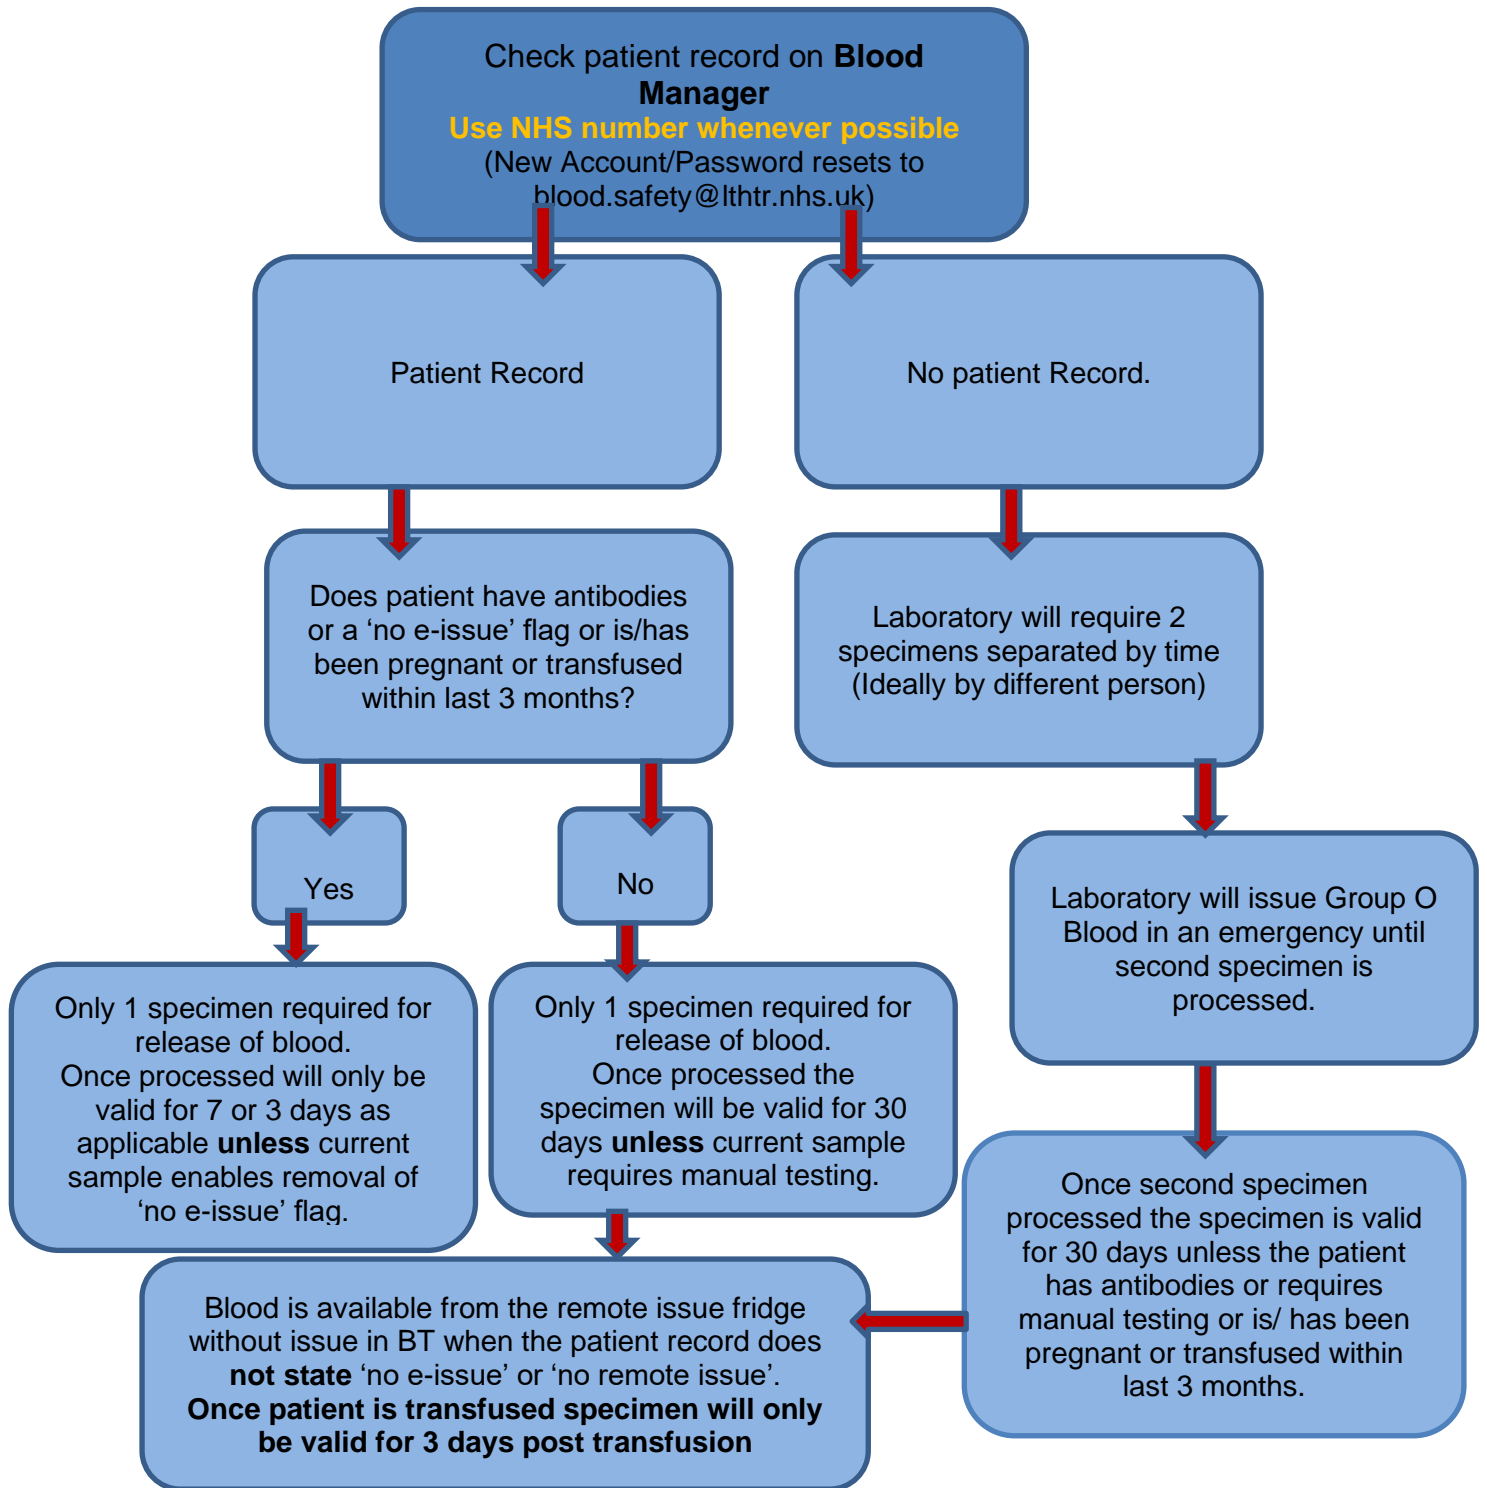 Check patient record on Blood
Manager
Use NHS number whenever possible
(New Account/Password resets to
blood.safety@lthtr.nhs.uk)
Patient Record
No patient Record.
Does patient have antibodies
or a ‘no e-issue’ flag or is/has
been pregnant or transfused
within last 3 months?
Laboratory will require 2
specimens separated by time
(Ideally by different person)
Yes
No
Laboratory will issue Group O
Blood in an emergency until
second specimen is
processed.
Only 1 specimen required for
release of blood.
Once processed will only be
valid for 7 or 3 days as
applicable unless current
sample enables removal of
‘no e-issue’ flag.
Only 1 specimen required for
release of blood.
Once processed the
specimen will be valid for 30
days unless current sample
requires manual testing.
Once second specimen
processed the specimen is valid
for 30 days unless the patient
has antibodies or requires
manual testing or is/ has been
pregnant or transfused within
last 3 months.
Blood is available from the remote issue fridge
without issue in BT when the patient record does
not state ‘no e-issue’ or ‘no remote issue’.
Once patient is transfused specimen will only
be valid for 3 days post transfusion